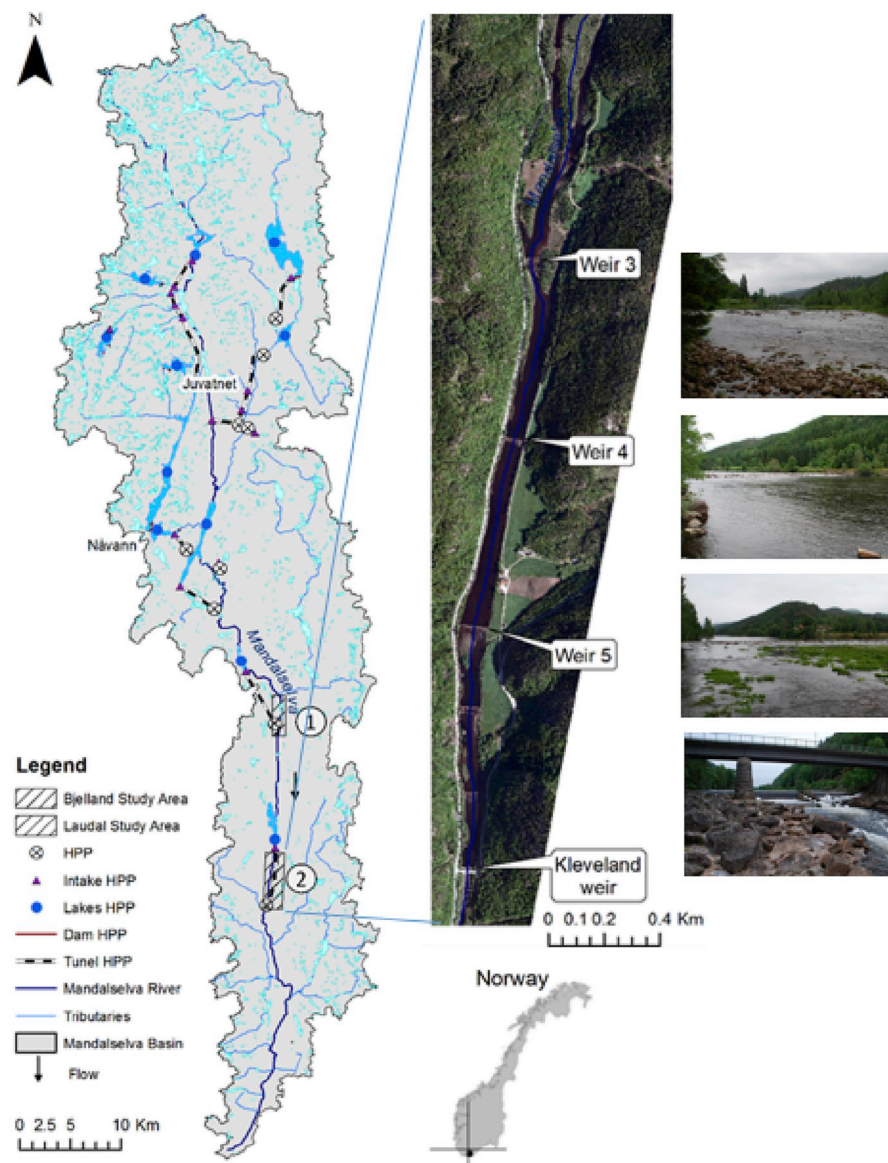 N
Mandalselva
Weir 3
Juvatnet
Weir 4
Nåvann
Weir 5
Mandalselva
1
Legend
Bjelland Study Area
Laudal Study Area
HPP
Intake HPP
Lakes HPP
Dam HPP
Tunel HPP
Mandalselva River
Tributaries
Mandalselva Basin
Flow
0 2.5 5 10 Km
2
Kleveland
weir
0 0.1 0.2 0.4 Km
Norway